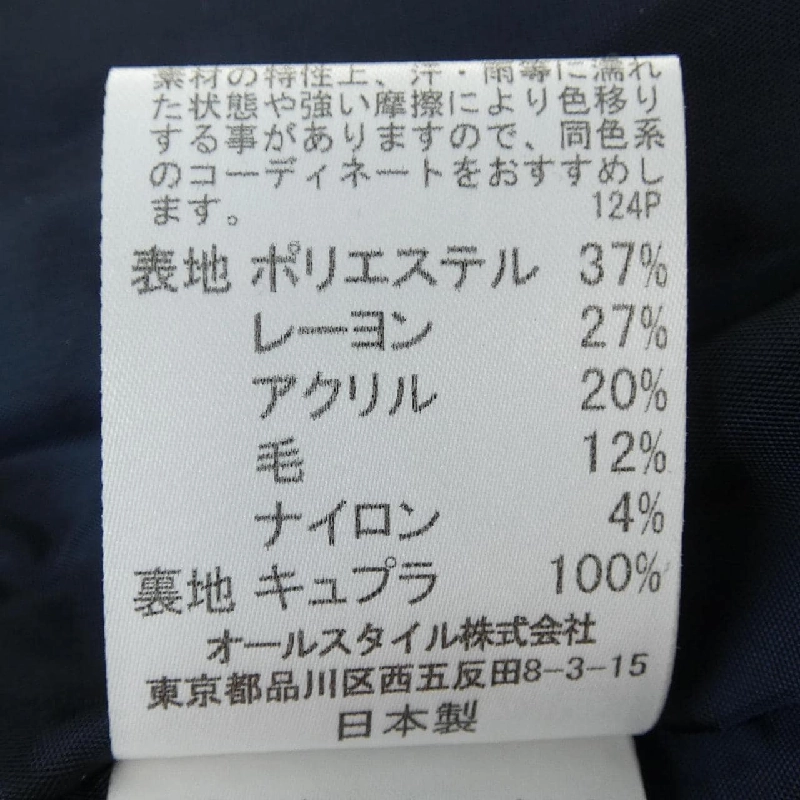 素材の特性上、汗・雨等に濡れ
た状態や強い摩擦により色移り
する事がありますので、同色系
のコーディネートをおすすめし
ます。 124P
表地 ポリエステル 37%
レーヨン 27%
アクリル 20%
毛 12%
ナイロン 4%
裏地 キュプラ 100%
オールスタイル株式会社
東京都品川区西五反田8-3-15
日本製